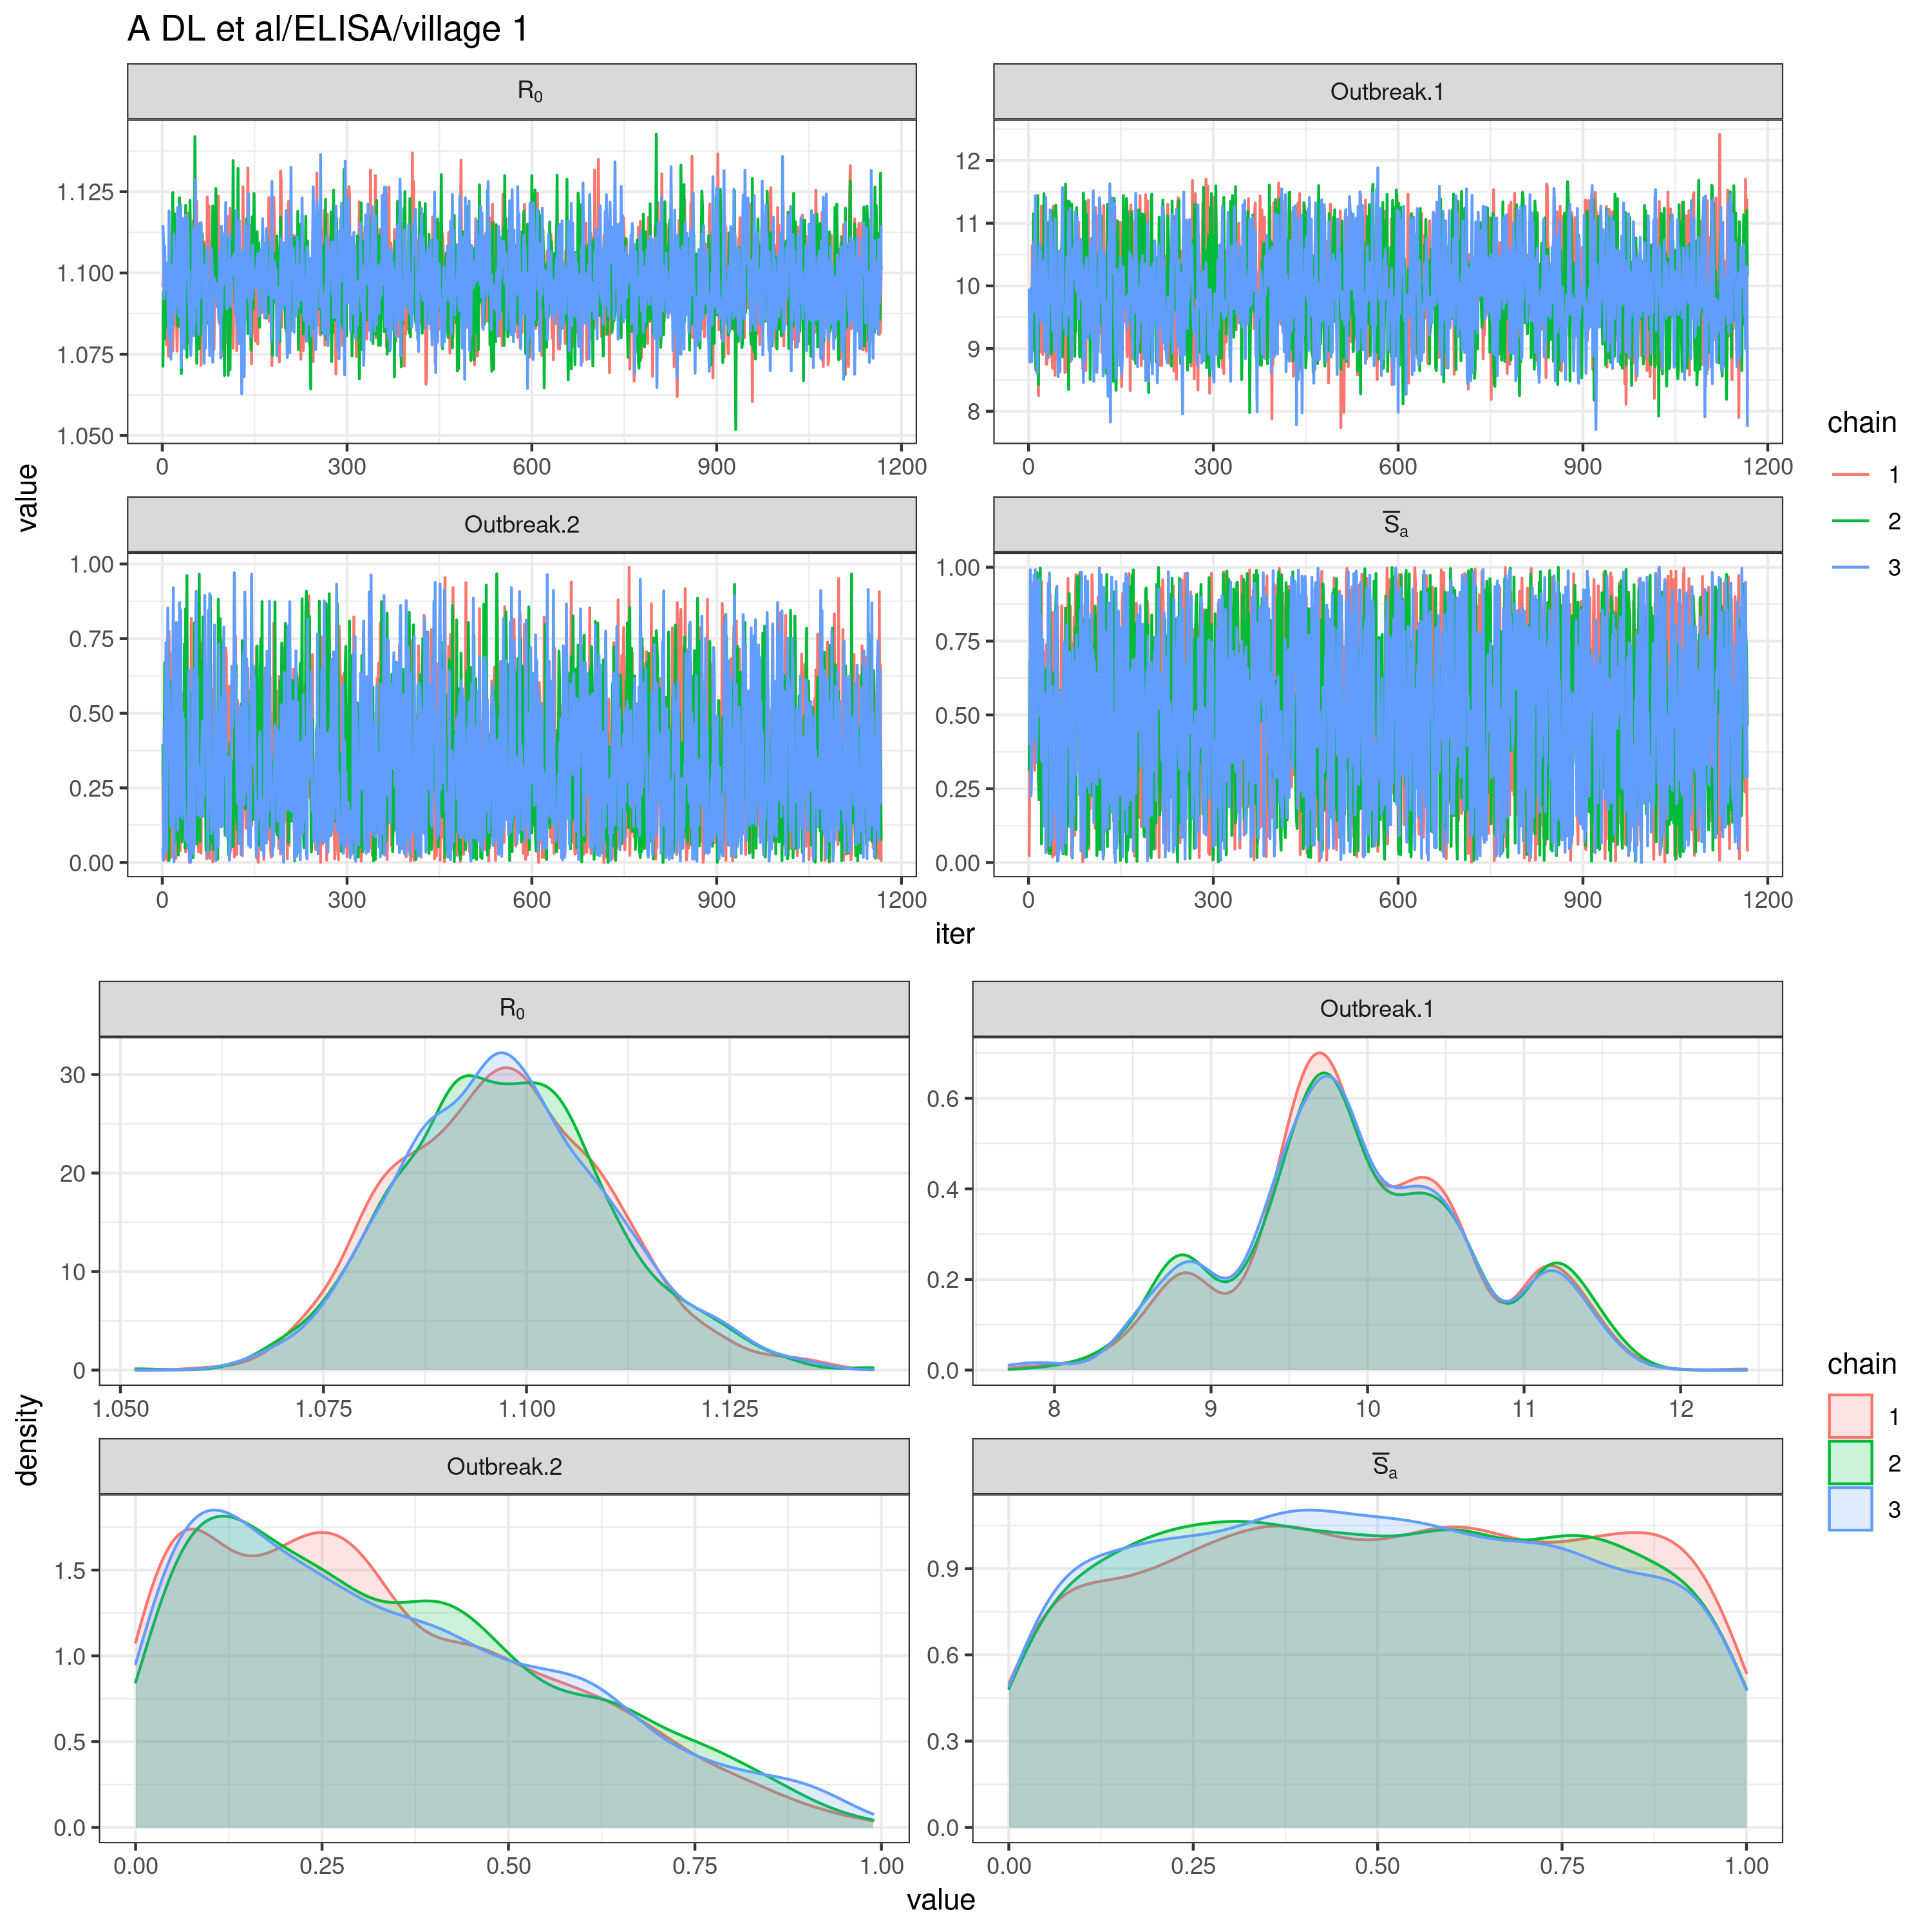 A DL et al/ELISA/village 1
R₀
Outbreak.1
1.125
1.100
1.075
1.050
12
11
10
9
8
0 300 600 900 1200
0 300 600 900 1200
value
Outbreak.2
S̅ₐ
1.00
0.75
0.50
0.25
0.00
1.00
0.75
0.50
0.25
0.00
0 300 600 900 1200
0 300 600 900 1200
iter
chain
1
2
3
R₀
Outbreak.1
30
20
10
0
0.6
0.4
0.2
0.0
1.050 1.075 1.100 1.125
8 9 10 11 12
density
Outbreak.2
S̅ₐ
1.5
1.0
0.5
0.0
0.9
0.6
0.3
0.0
0.00 0.25 0.50 0.75 1.00
0.00 0.25 0.50 0.75 1.00
value
chain
1
2
3